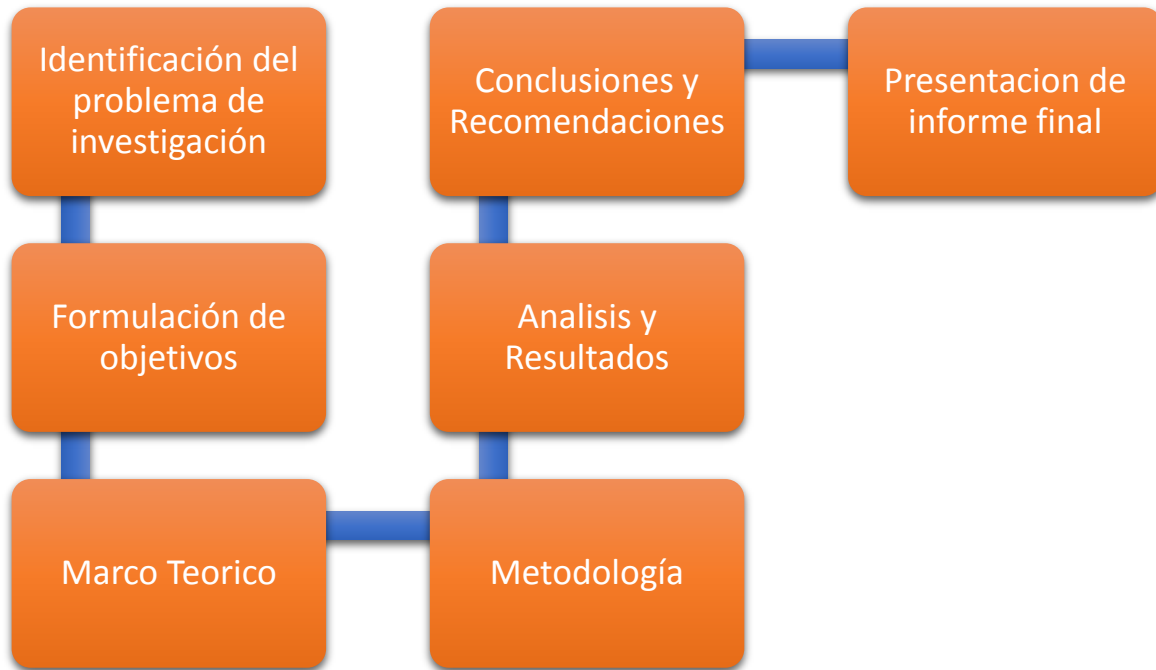 Identificación del
problema de
investigación
Formulación de
objetivos
Marco Teorico
Metodología
Analisis y
Resultados
Conclusiones y
Recomendaciones
Presentacion de
informe final